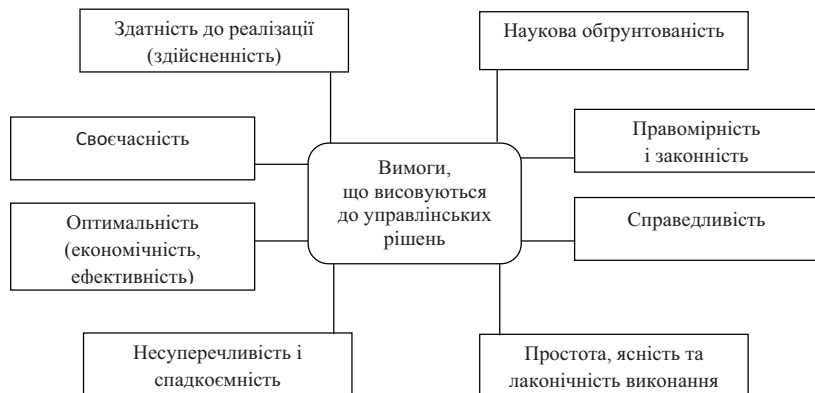 Здатність до реалізації
(здійсненність)
Наукова обґрунтованість
Своєчасність
Правомірність
і законність
Вимоги,
що висовуються
до управлінських
рішень
Оптимальність
(економічність,
ефективність)
Справедливість
Несуперечливість і
спадкоємність
Простота, ясність та
лаконічність виконання